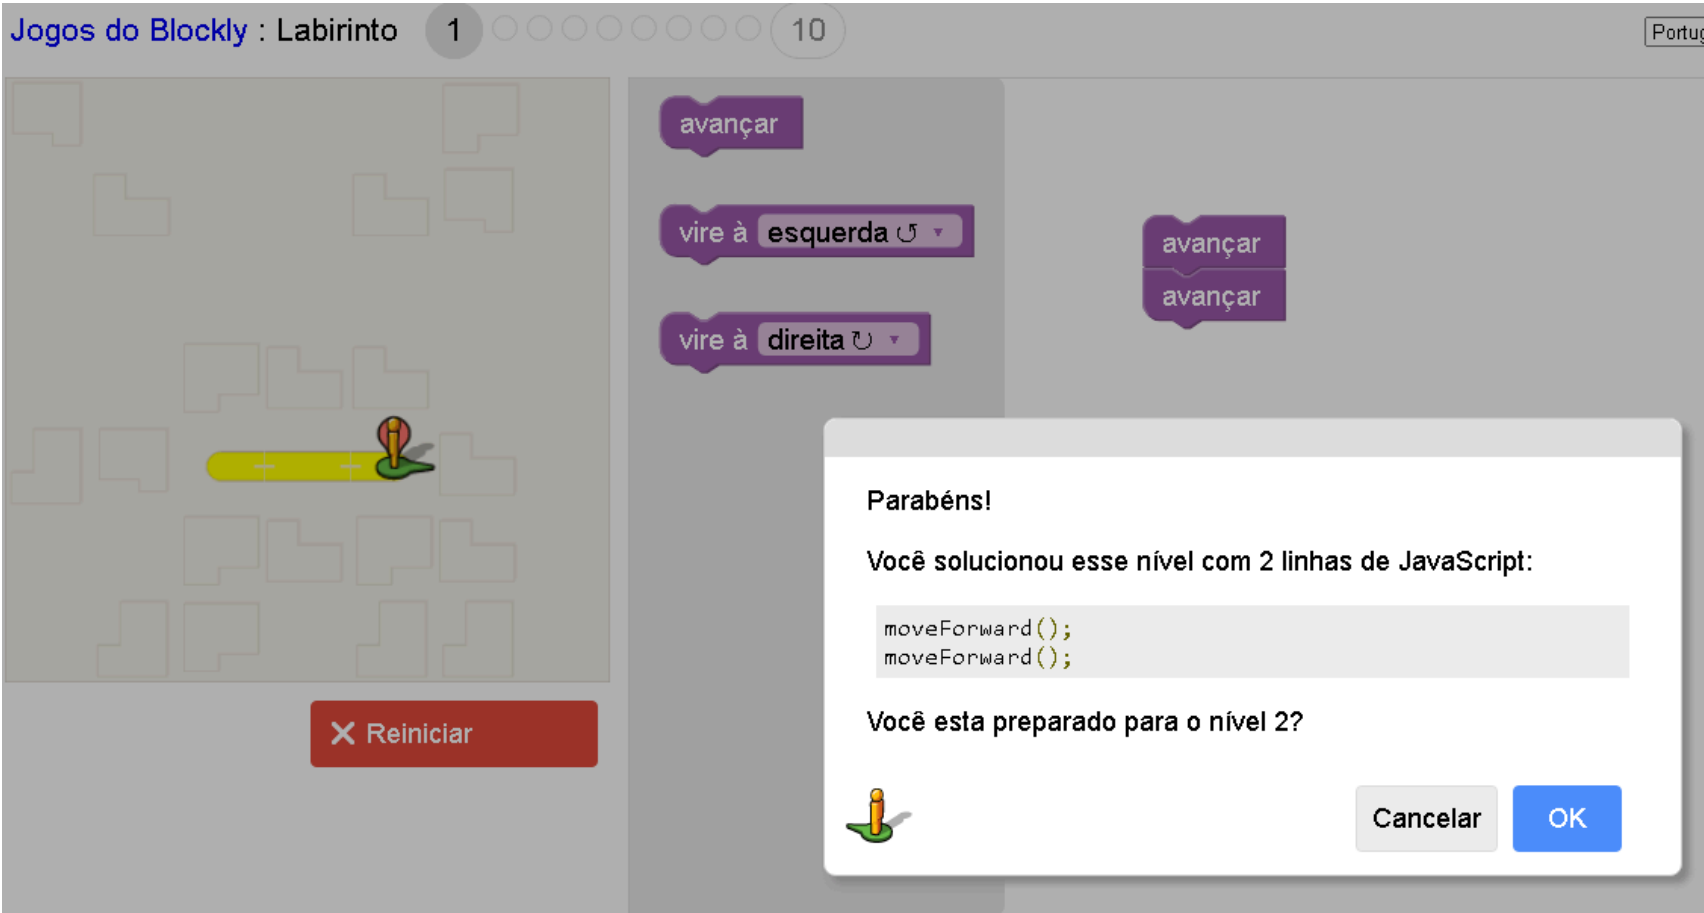 Jogos do Blockly : Labirinto 1 10
avançar
vire à esquerda ↺ ▾
vire à direita ↻ ▾
avançar
avançar
Reiniciar
Parabéns!
Você solucionou esse nível com 2 linhas de JavaScript:
moveForward();
moveForward();
Você esta preparado para o nível 2?
Cancelar OK